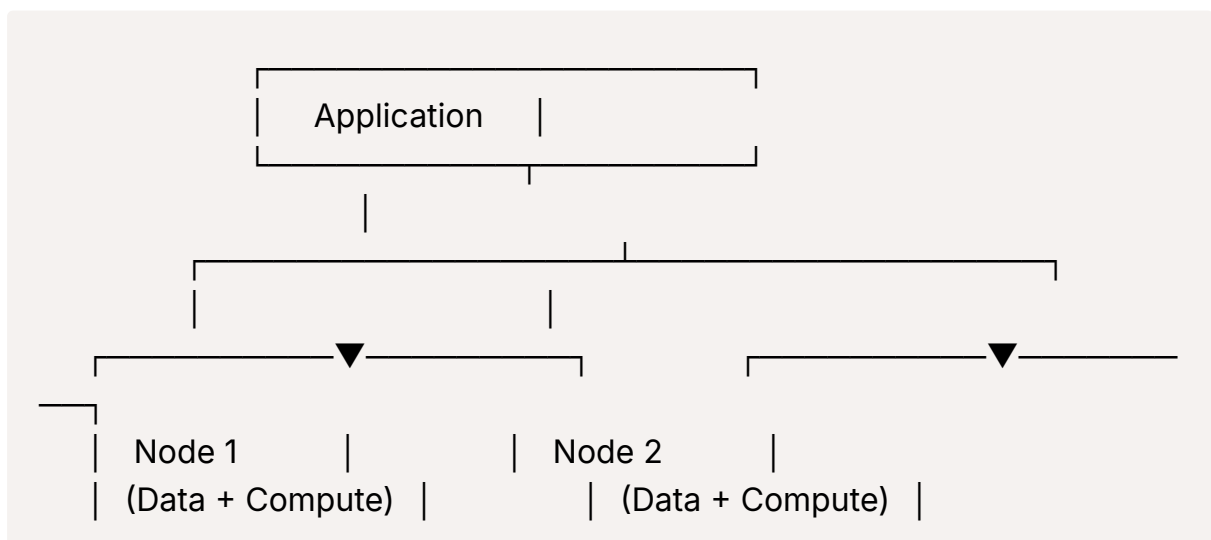 Application
Node 1 Node 2
(Data + Compute) (Data + Compute)